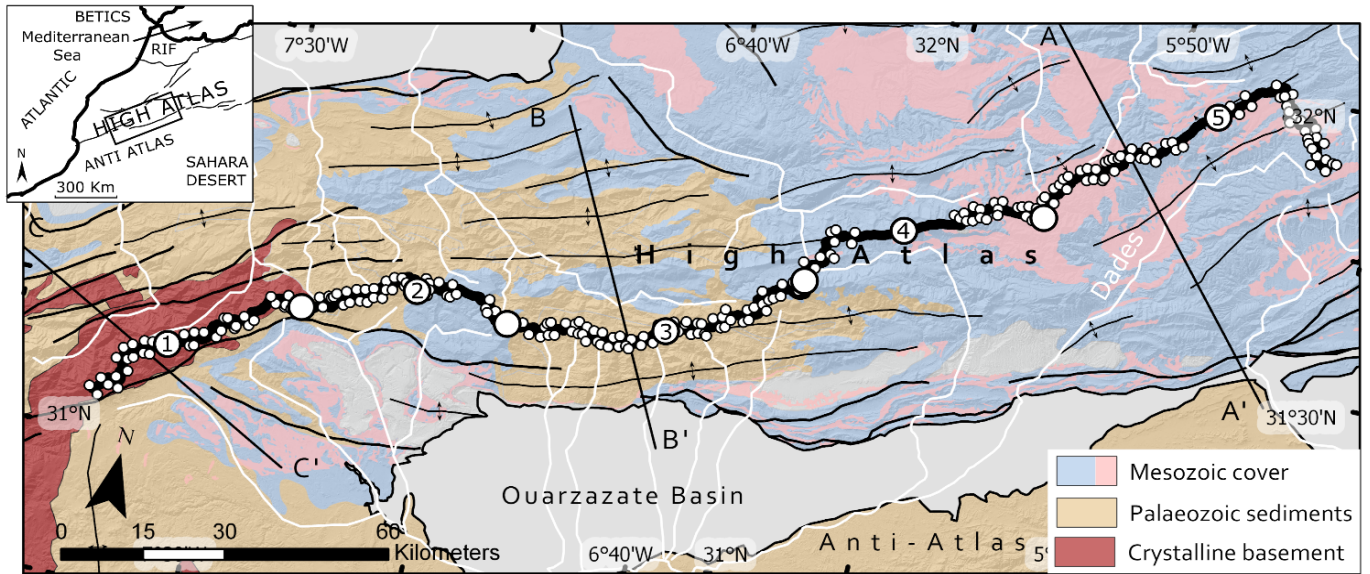 BETICS
Mediterranean
Sea
RIF
ATLANTIC
HIGH ATLAS
ANTI ATLAS
N
SAHARA
DESERT
300 Km
7°30'W
6°40'W
32°N
A
5°50'W
B
5
32°N
C
4
High Atlas
Dades
2
3
1
31°N
A'
31°30'N
N
B'
C'
Ouarzazate Basin
Mesozoic cover
Palaeozoic sediments
Crystalline basement
0 15 30 60
Kilometers
6°40'W
31°N
Anti-Atlas